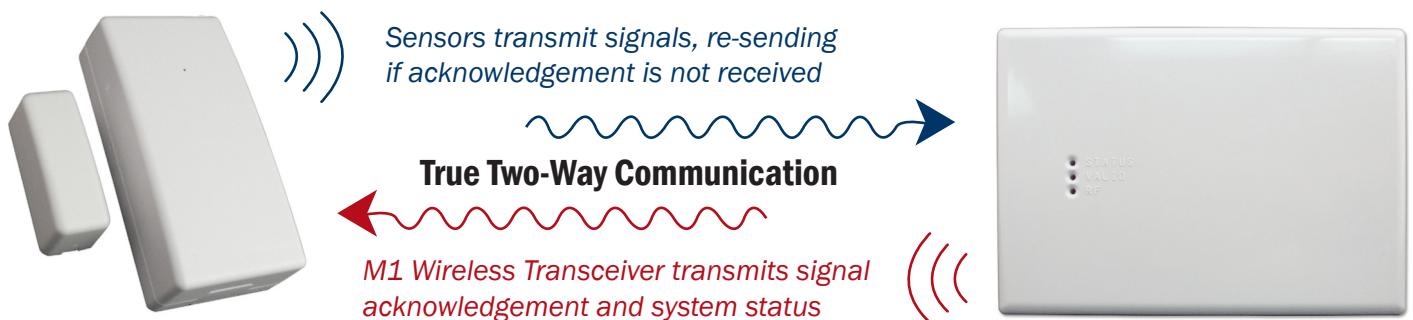 Sensors transmit signals, re-sending
if acknowledgement is not received
True Two-Way Communication
M1 Wireless Transceiver transmits signal
acknowledgement and system status
STATUS
VALID
RF